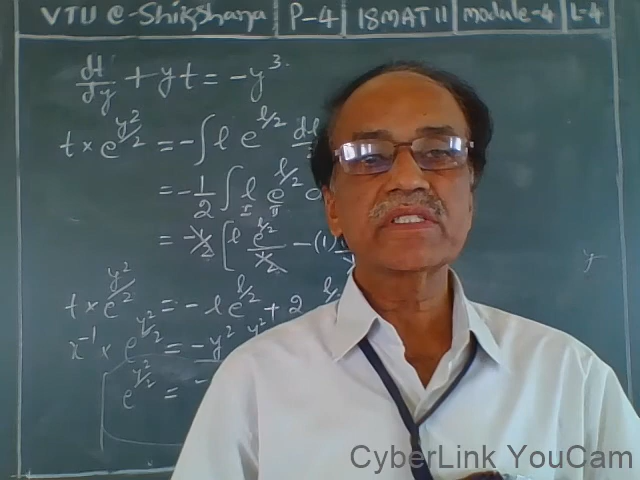 VTU e-Shikshana P-4 18MAT11 module-4 L-4
dt/dy + yt = -y³
t × e^{y²/2} = -∫ l e^{l/2} dl
= -1/2 ∫ l e^{l/2}
I II
= -1/2 [ l e^{l/2}/1/2 - (1)
t × e^{y²/2} = -l e^{l/2} + 2
x⁻¹ × e^{y²/2} = -y²
e^{y²/2} = -
y
CyberLink YouCam